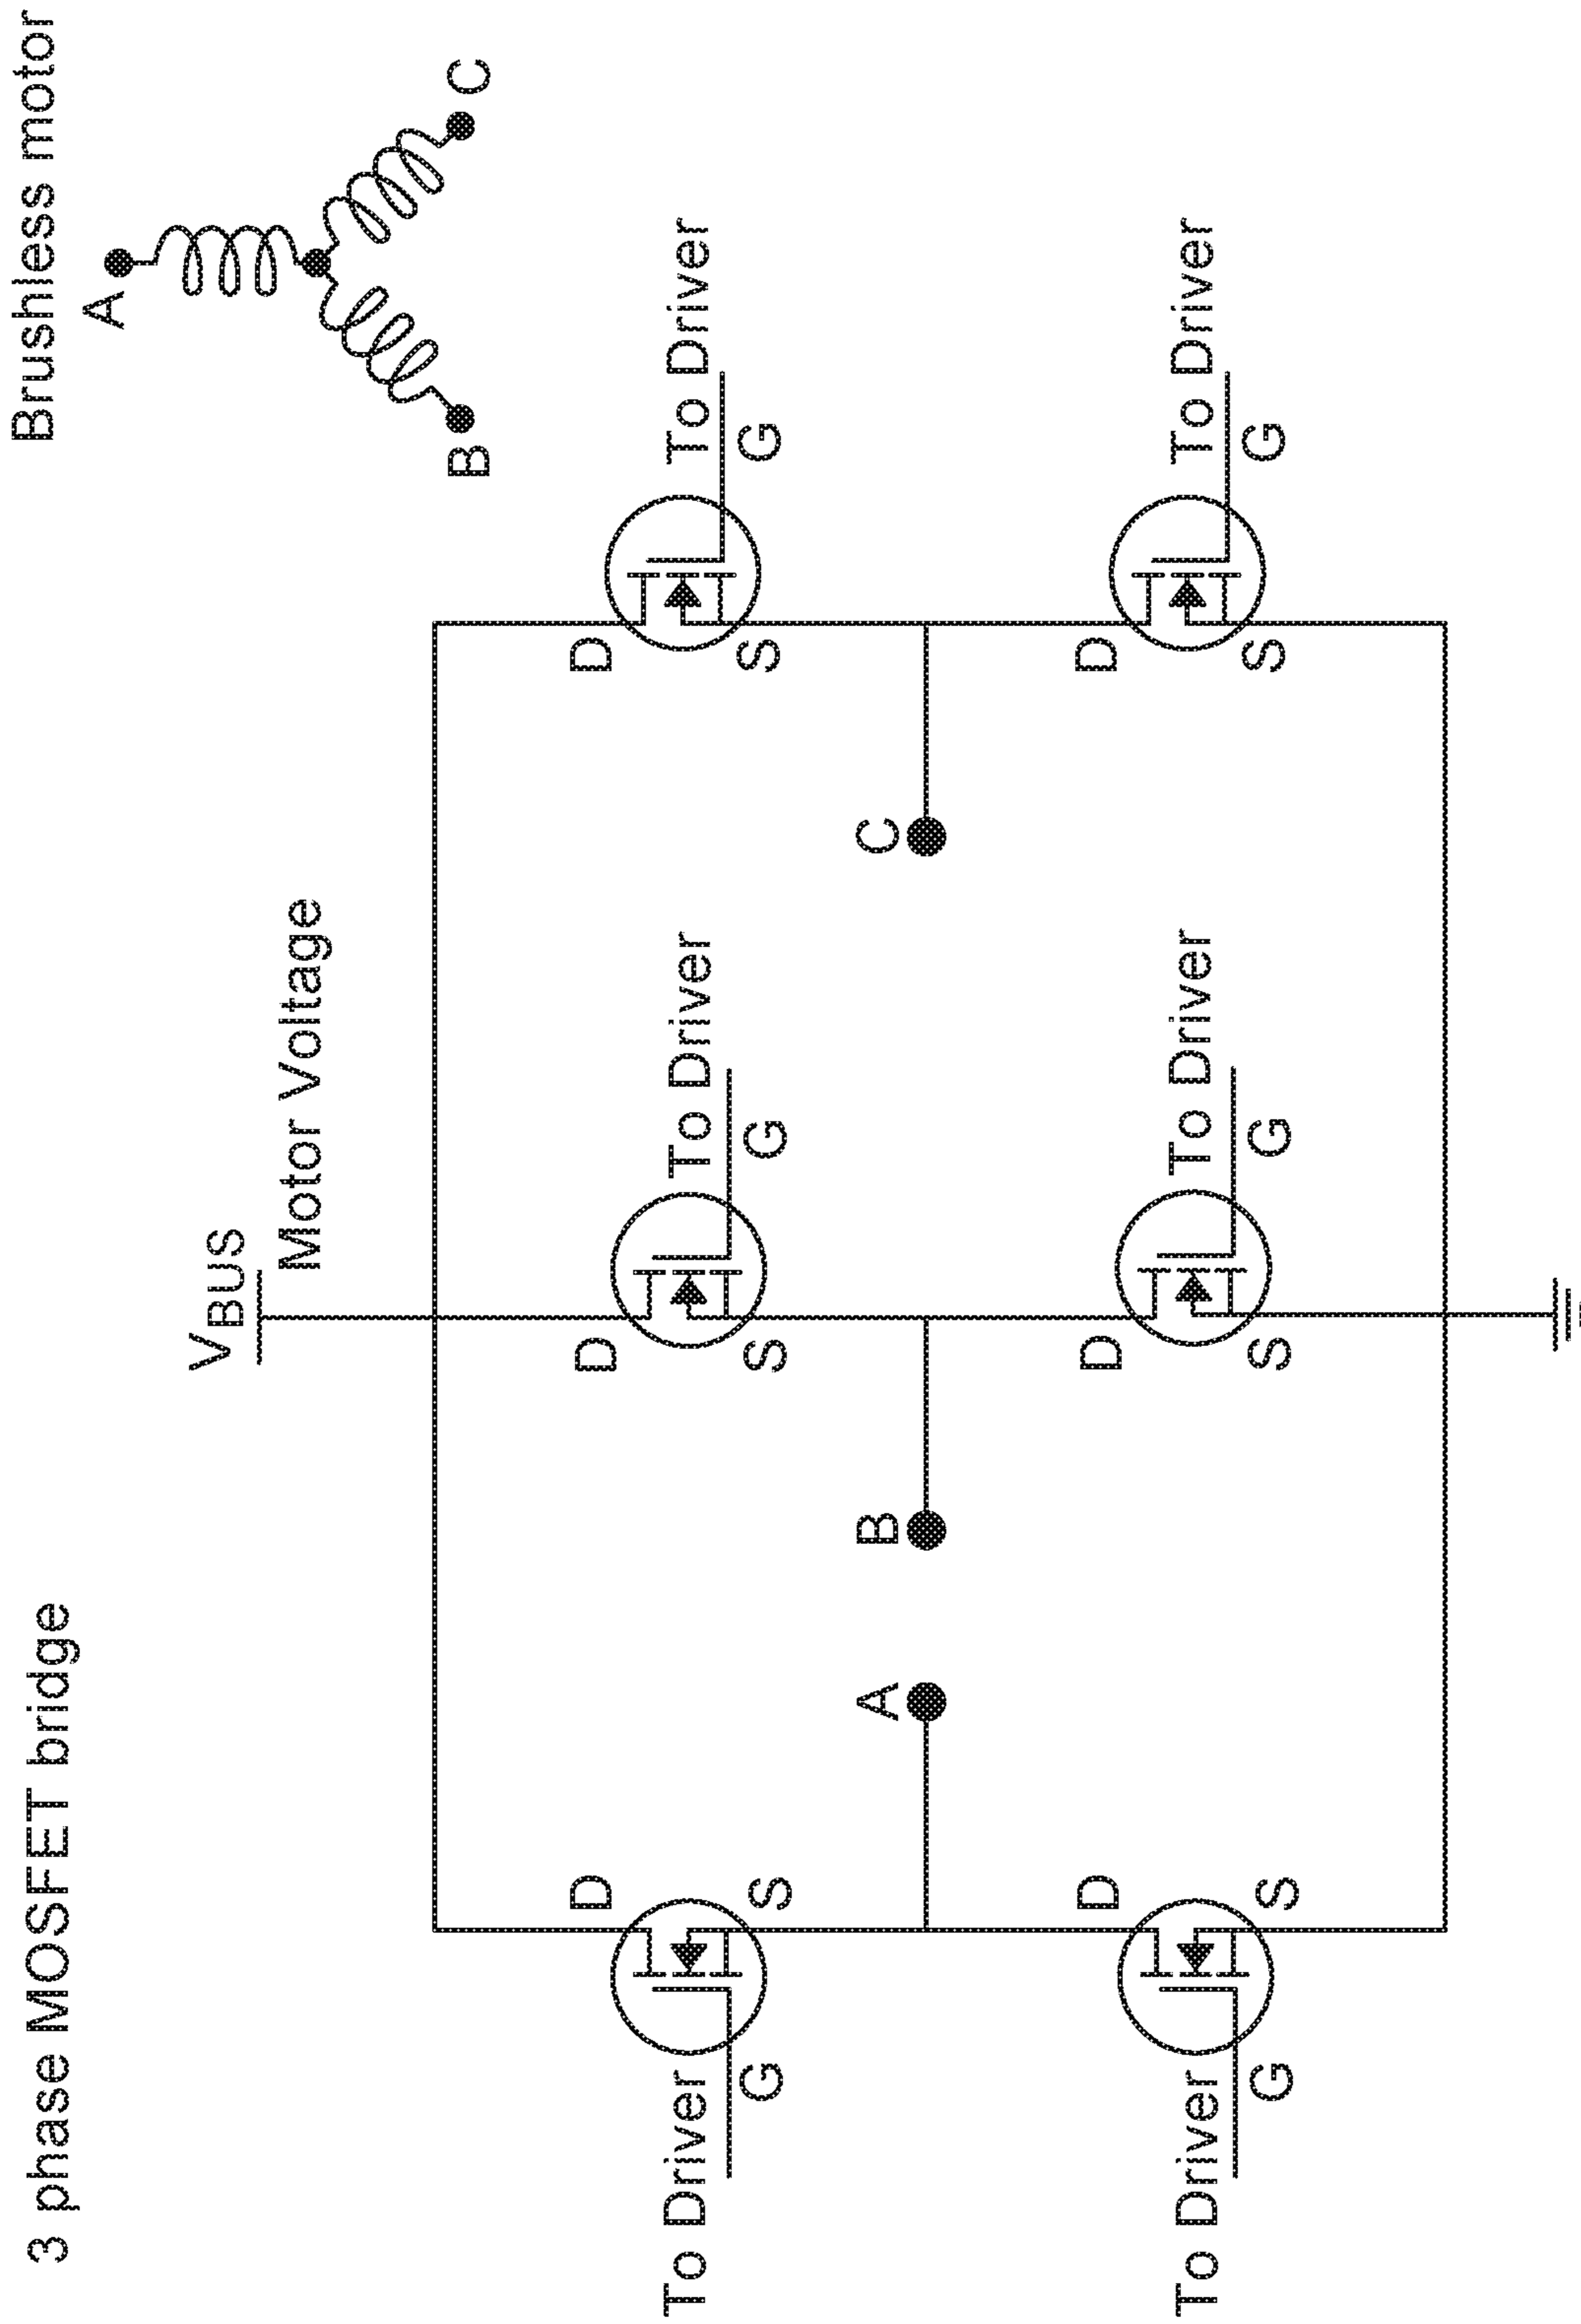 3 phase MOSFET bridge
Brushless motor
A
B
C
VBUS
Motor Voltage
D
D
D
To Driver
To Driver
To Driver
G
S
S
G
S
G
A
B
C
D
D
D
To Driver
To Driver
To Driver
G
S
S
G
S
G